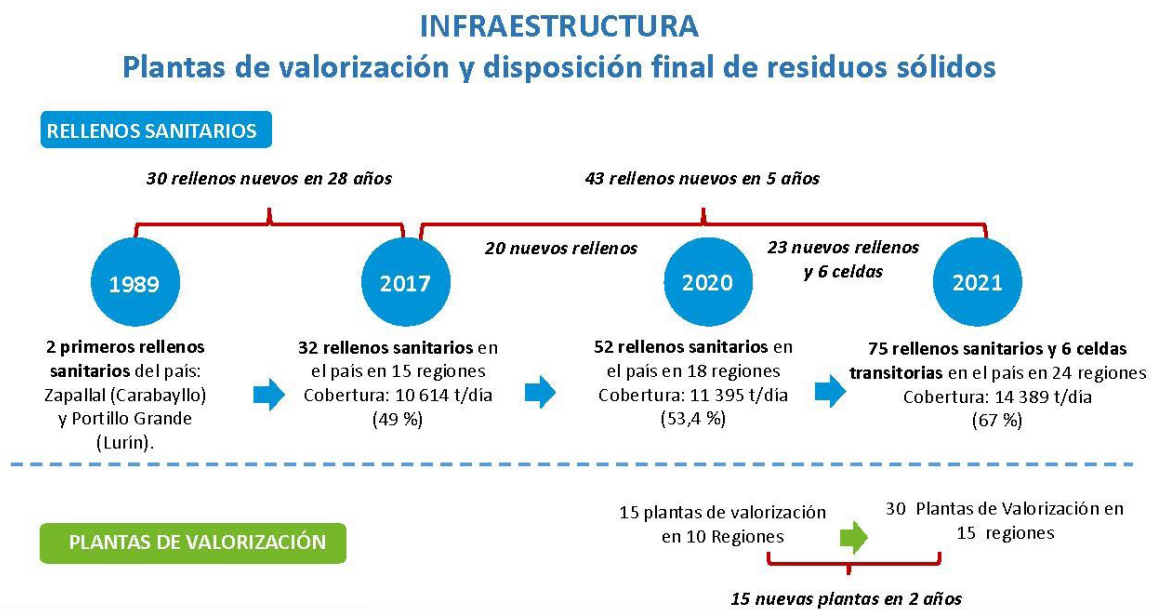 INFRAESTRUCTURA
Plantas de valorización y disposición final de residuos sólidos
RELLENOS SANITARIOS
30 rellenos nuevos en 28 años
43 rellenos nuevos en 5 años
20 nuevos rellenos
23 nuevos rellenos
y 6 celdas
1989
2017
2020
2021
2 primeros rellenos
sanitarios del país:
Zapallal (Carabayllo)
y Portillo Grande
(Lurín).
32 rellenos sanitarios en
el país en 15 regiones
Cobertura: 10 614 t/día
(49 %)
52 rellenos sanitarios en
el país en 18 regiones
Cobertura: 11 395 t/día
(53,4 %)
75 rellenos sanitarios y 6 celdas
transitorias en el país en 24 regiones
Cobertura: 14 389 t/día
(67 %)
PLANTAS DE VALORIZACIÓN
15 plantas de valorización
en 10 Regiones
30 Plantas de Valorización en
15 regiones
15 nuevas plantas en 2 años